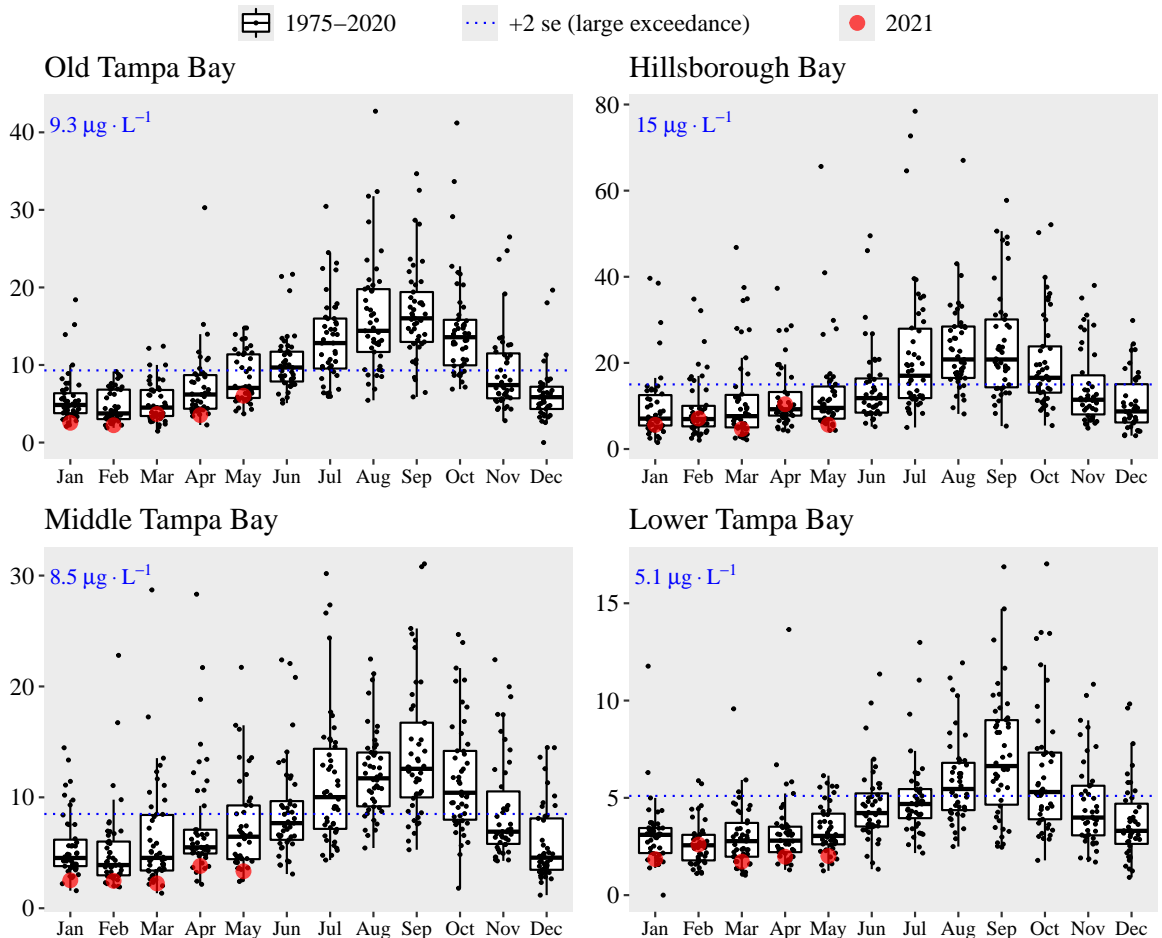 1975–2020 +2 se (large exceedance) 2021
Old Tampa Bay
9.3 μg · L⁻¹
40
30
20
10
0
Jan Feb Mar Apr May Jun Jul Aug Sep Oct Nov Dec
Hillsborough Bay
15 μg · L⁻¹
80
60
40
20
0
Jan Feb Mar Apr May Jun Jul Aug Sep Oct Nov Dec
Middle Tampa Bay
8.5 μg · L⁻¹
30
20
10
0
Jan Feb Mar Apr May Jun Jul Aug Sep Oct Nov Dec
Lower Tampa Bay
5.1 μg · L⁻¹
15
10
5
0
Jan Feb Mar Apr May Jun Jul Aug Sep Oct Nov Dec